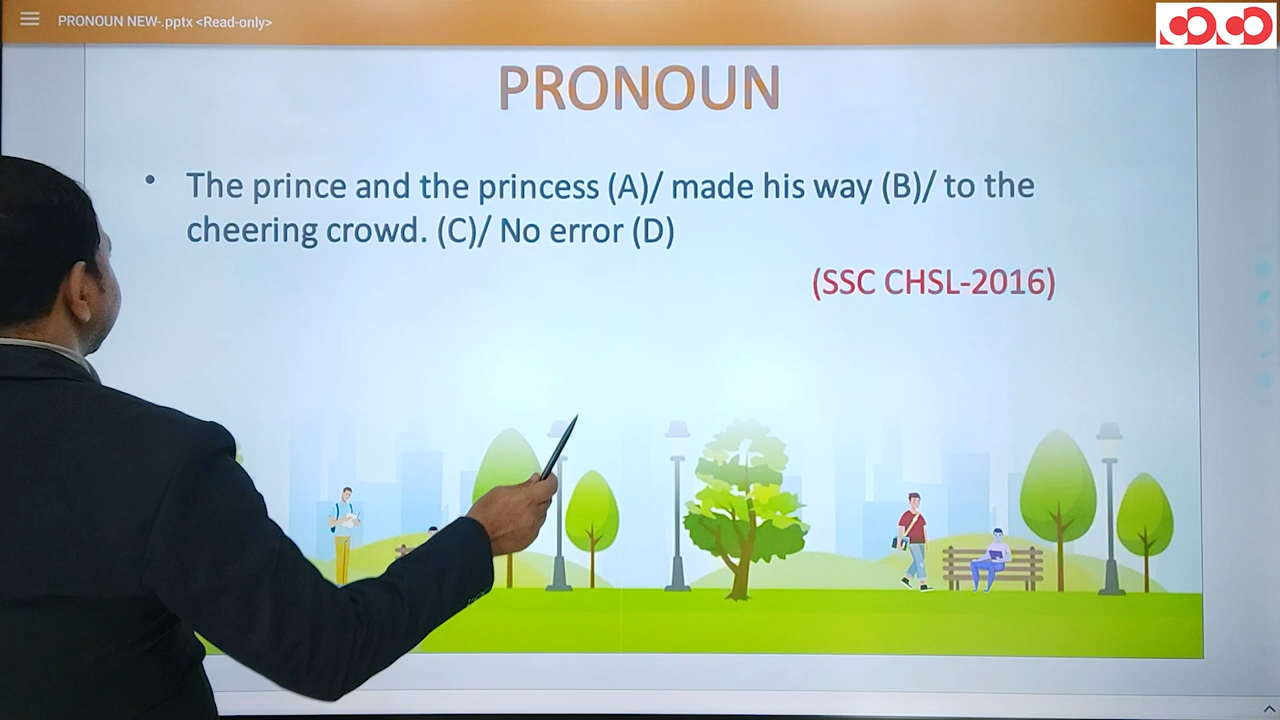 PRONOUN NEW-.pptx <Read-only>
PRONOUN
• The prince and the princess (A)/ made his way (B)/ to the
cheering crowd. (C)/ No error (D)
(SSC CHSL-2016)